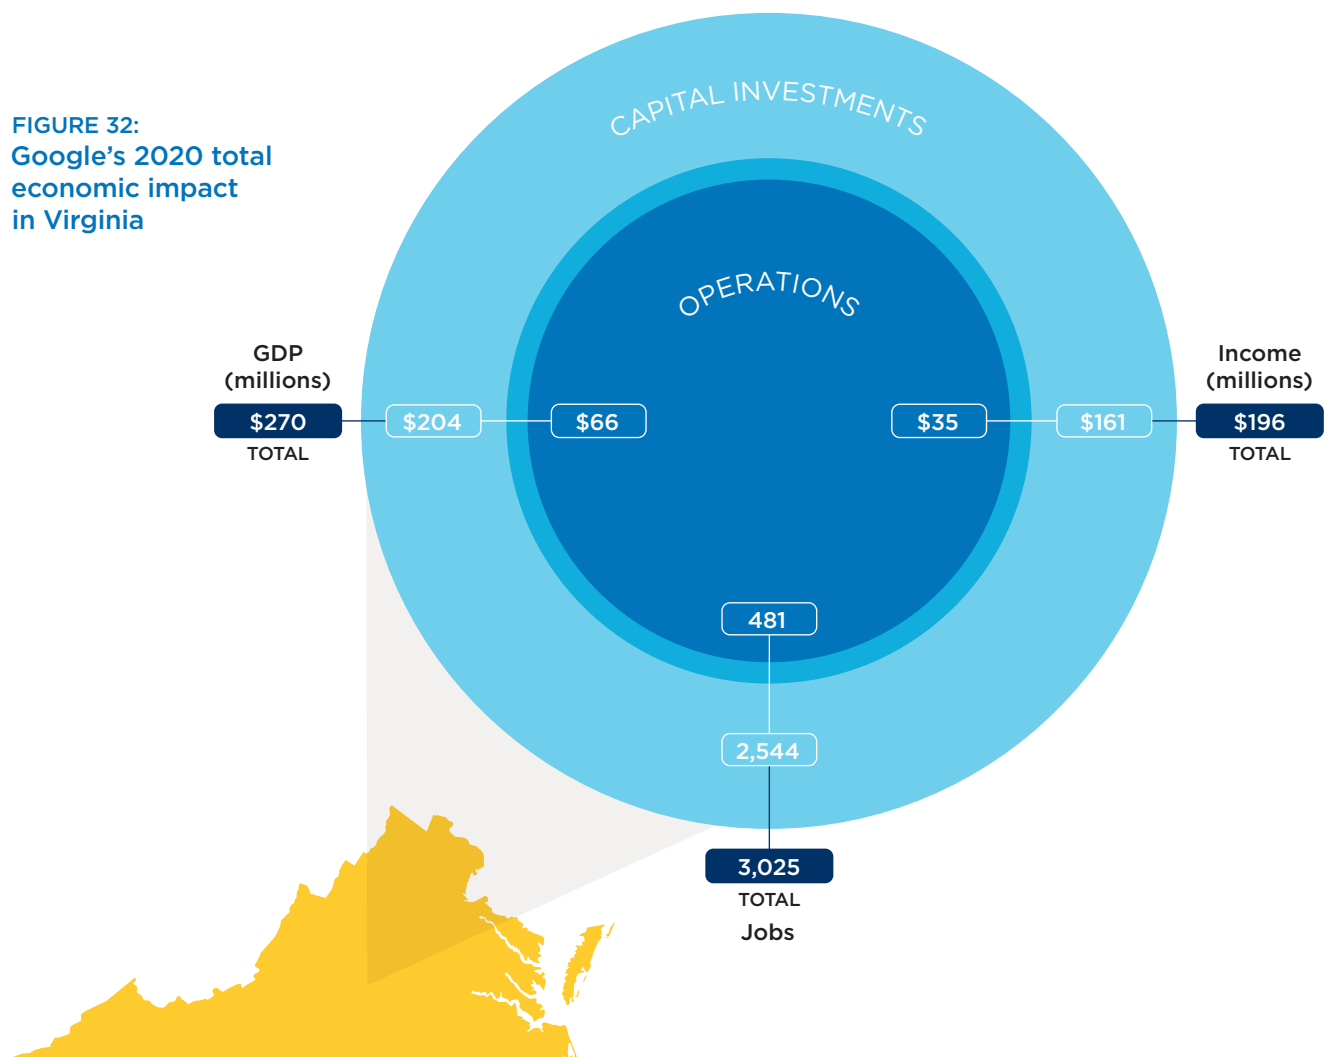 FIGURE 32:
Google’s 2020 total
economic impact
in Virginia
CAPITAL INVESTMENTS
OPERATIONS
GDP
(millions)
$270
TOTAL
$204
$66
$35
$161
Income
(millions)
$196
TOTAL
481
2,544
3,025
TOTAL
Jobs